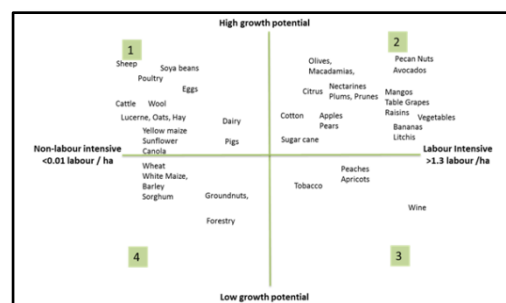 High growth potential
1
2
Sheep
Soya beans
Poultry
Eggs
Cattle Wool
Lucerne, Oats, Hay
Dairy
Yellow maize
Sunflower
Canola
Pigs
Olives,
Macadamias,
Pecan Nuts
Avocados
Citrus
Nectarines
Plums, Prunes
Mangos
Table Grapes
Raisins
Vegetables
Cotton
Apples
Pears
Bananas
Litchis
Sugar cane
Non-labour intensive
<0.01 labour / ha
Labour Intensive
>1.3 labour /ha
Wheat
White Maize,
Barley
Sorghum
Groundnuts,
Forestry
Peaches
Apricots
Tobacco
Wine
4
3
Low growth potential